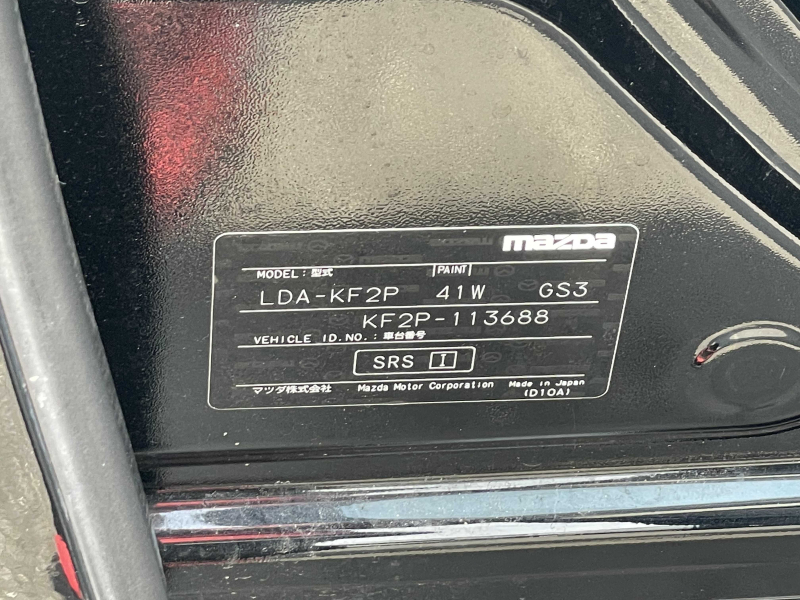 mazda
MODEL : 型式 PAINT
LDA-KF2P 41W GS3
KF2P-113688
VEHICLE ID.NO. : 車台番号
SRS I
マツダ株式会社 Mazda Motor Corporation Made in Japan
(D10A)